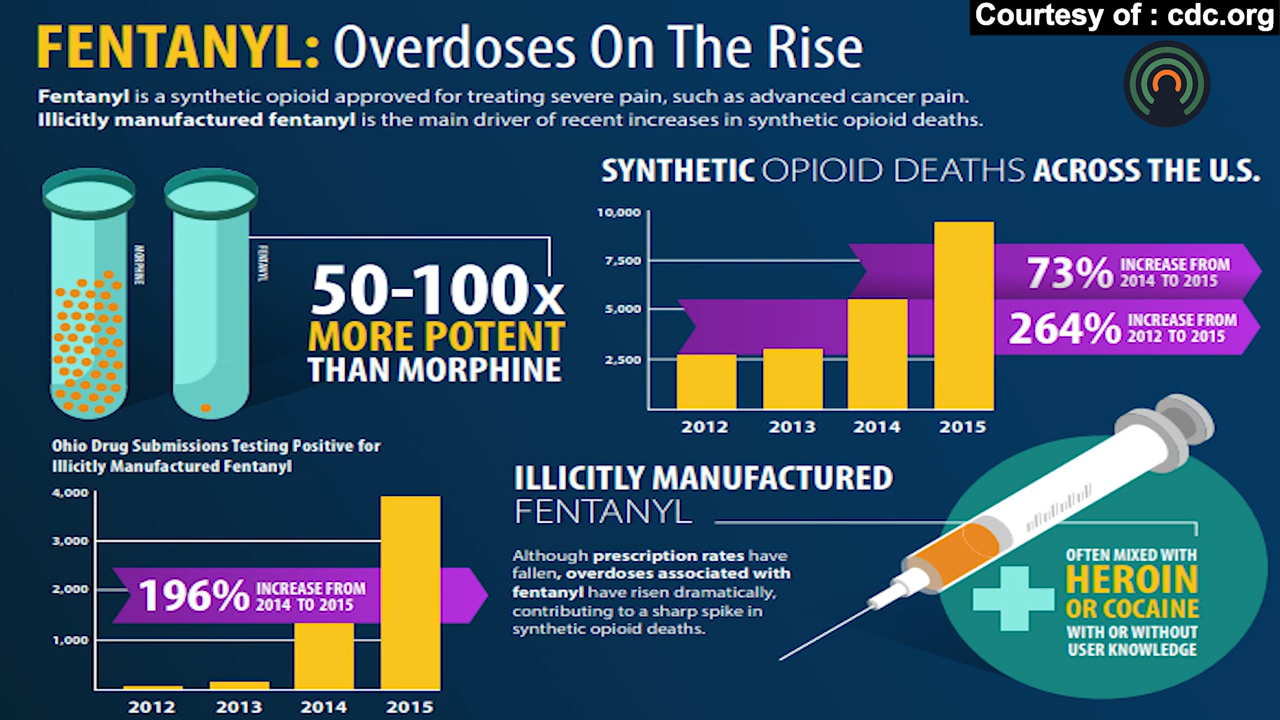 Courtesy of : cdc.org
FENTANYL: Overdoses On The Rise
Fentanyl is a synthetic opioid approved for treating severe pain, such as advanced cancer pain.
Illicitly manufactured fentanyl is the main driver of recent increases in synthetic opioid deaths.
MORPHINE
FENTANYL
50-100x
MORE POTENT
THAN MORPHINE
SYNTHETIC OPIOID DEATHS ACROSS THE U.S.
10,000
7,500
5,000
2,500
73% INCREASE FROM
2014 TO 2015
264% INCREASE FROM
2012 TO 2015
2012 2013 2014 2015
Ohio Drug Submissions Testing Positive for
Illicitly Manufactured Fentanyl
4,000
3,000
2,000
1,000
196% INCREASE FROM
2014 TO 2015
2012 2013 2014 2015
ILLICITLY MANUFACTURED
FENTANYL
Although prescription rates have
fallen, overdoses associated with
fentanyl have risen dramatically,
contributing to a sharp spike in
synthetic opioid deaths.
OFTEN MIXED WITH
HEROIN
OR COCAINE
WITH OR WITHOUT
USER KNOWLEDGE